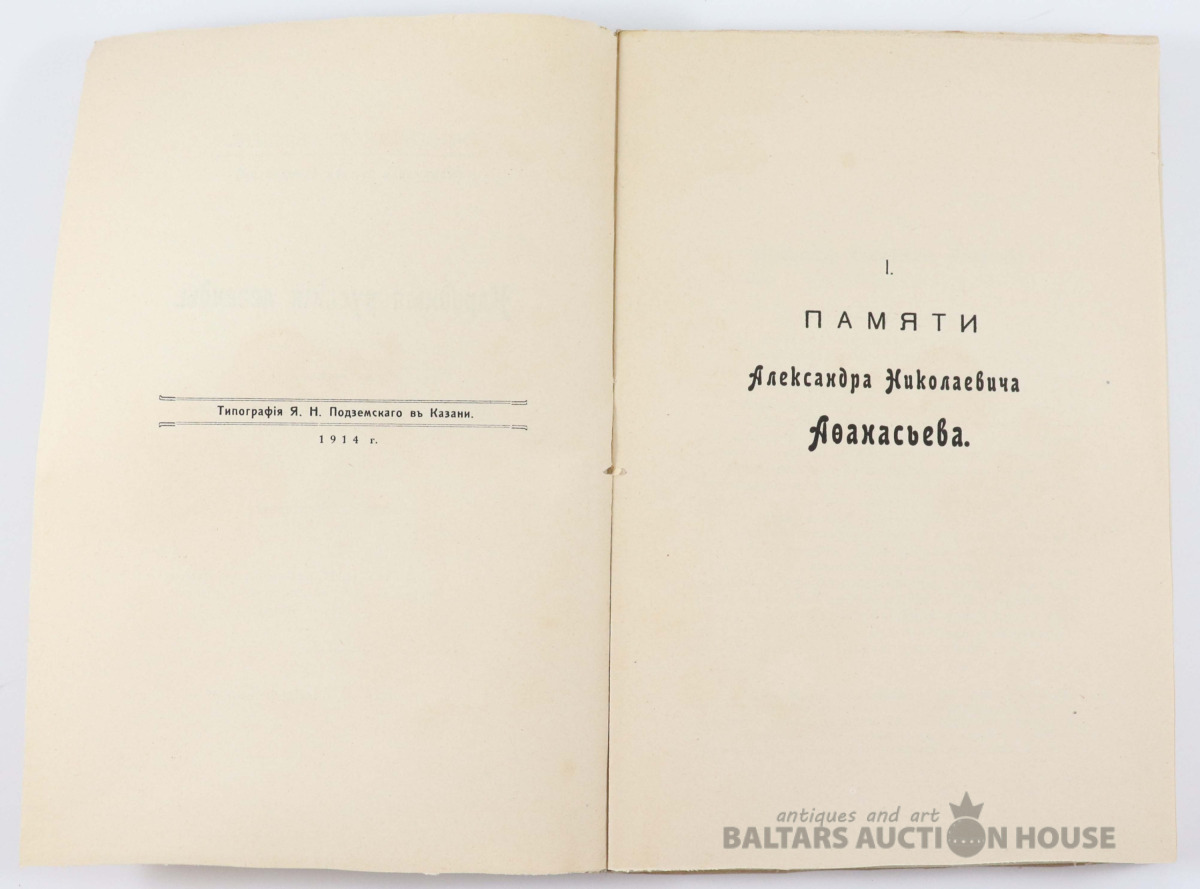 Типографія Я. Н. Подземскаго въ Казани.
1914 г.
I.
ПАМЯТИ
Александра Николаевича
Аѳанасьева.
antiques and art
BALTARS AUCTION HOUSE